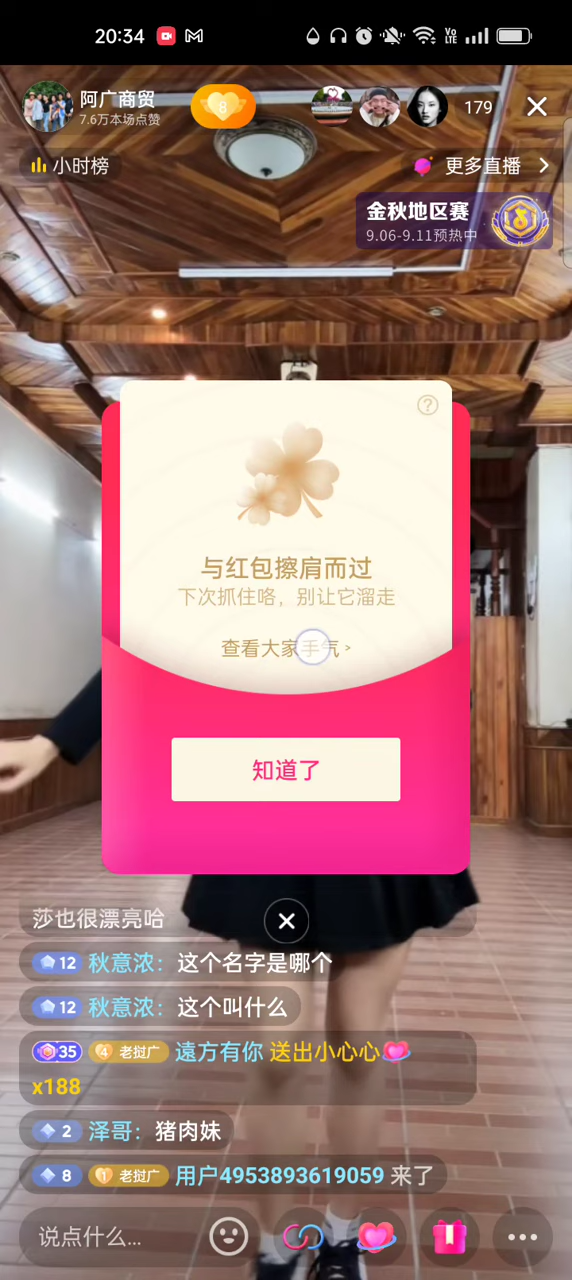 20:34
VoLTE
阿广商贸
7.6万本场点赞
8
179
小时榜
更多直播
金秋地区赛
9.06-9.11预热中
?
与红包擦肩而过
下次抓住咯，别让它溜走
查看大家手气 >
知道了
莎也很漂亮哈
12 秋意浓：这个名字是哪个
12 秋意浓：这个叫什么
35 4 老挝广 遠方有你 送出小心心
x188
2 泽哥：猪肉妹
8 1 老挝广 用户4953893619059 来了
说点什么...